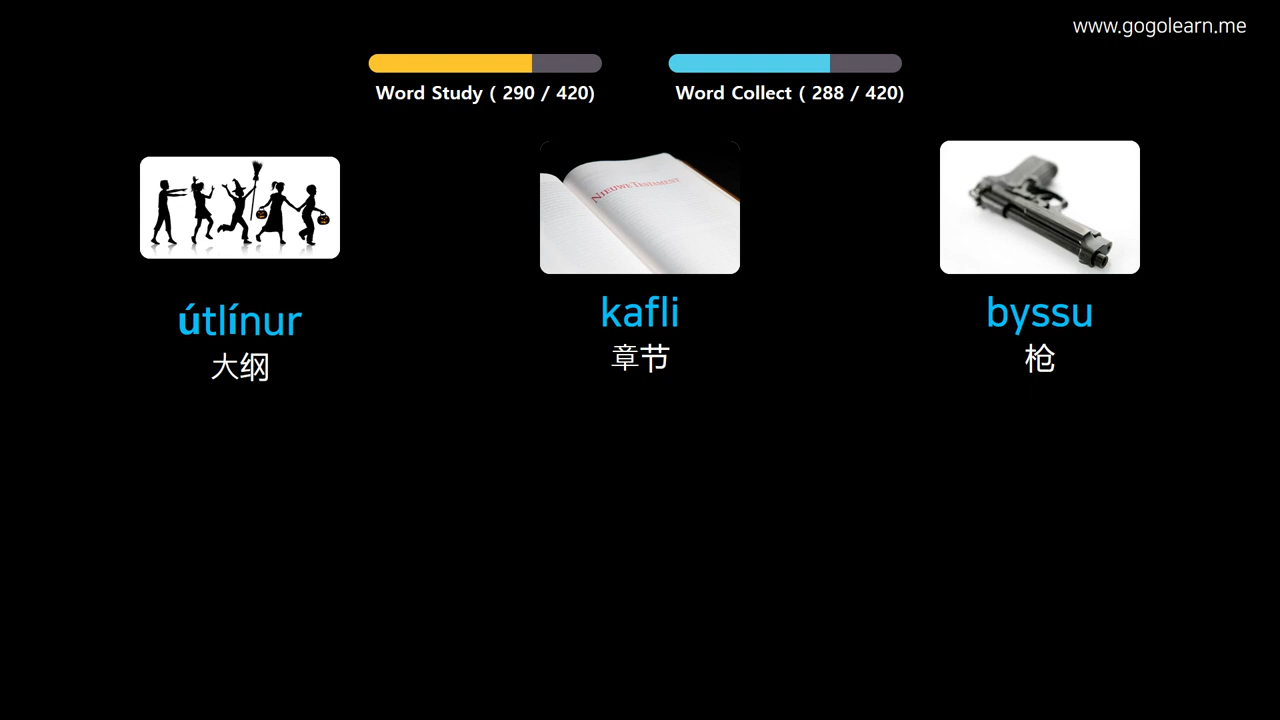 www.gogolearn.me
Word Study ( 290 / 420)
Word Collect ( 288 / 420)
NIEUWE TESTAMENT
útlínur
大纲
kafli
章节
byssu
枪